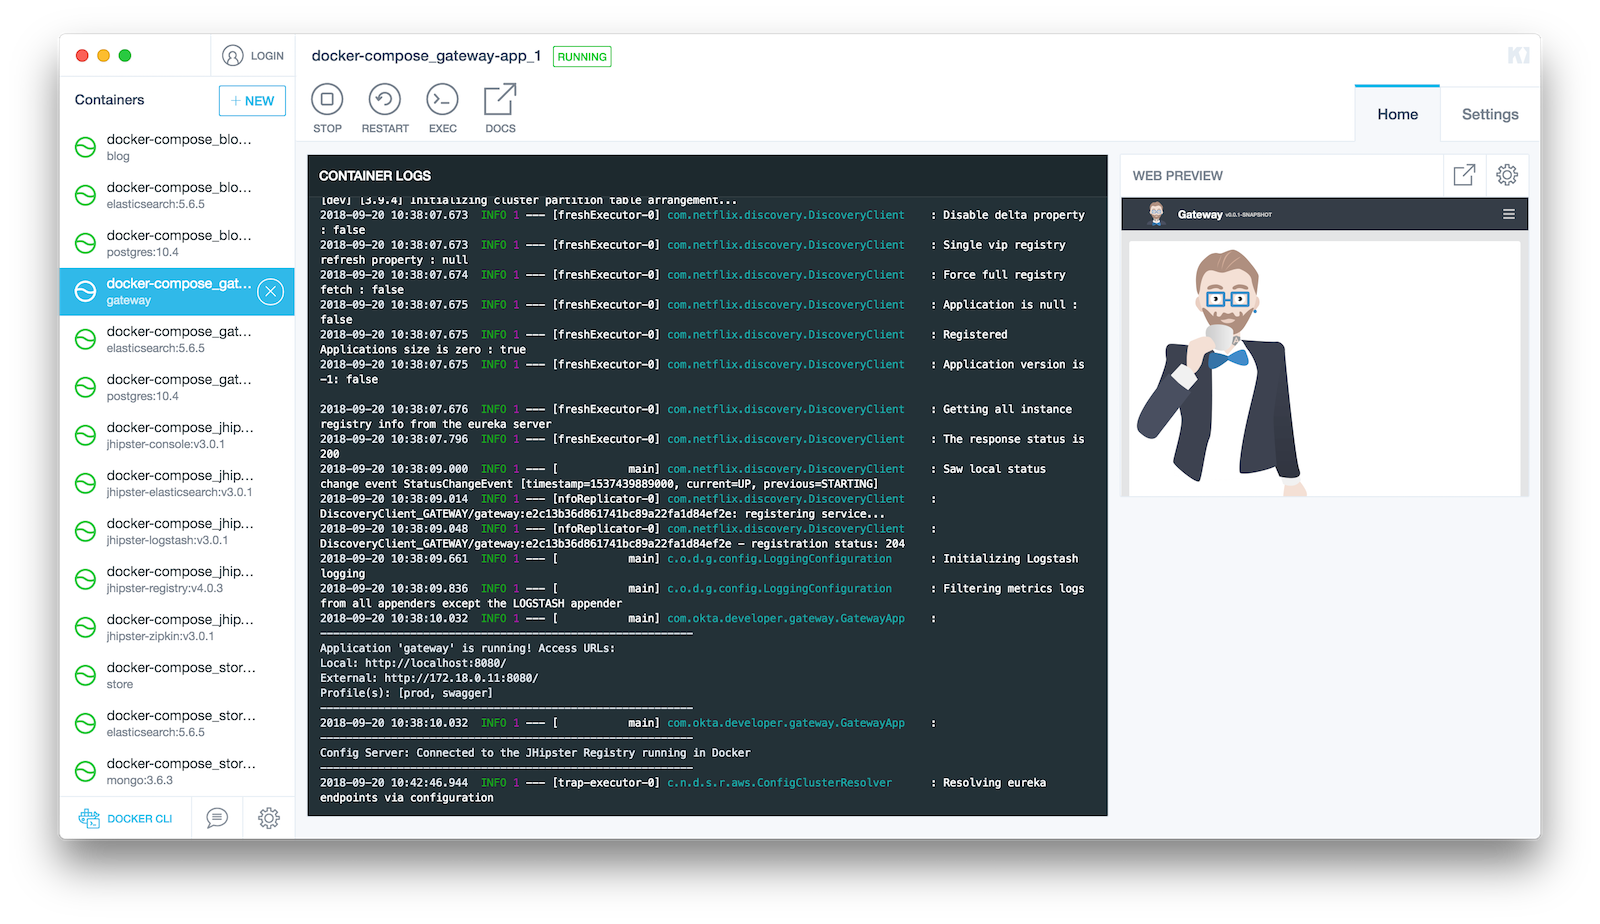 LOGIN
docker-compose_gateway-app_1
RUNNING
Containers
+ NEW
STOP
RESTART
EXEC
DOCS
Home
Settings
docker-compose_blo...
blog
docker-compose_blo...
elasticsearch:5.6.5
docker-compose_blo...
postgres:10.4
docker-compose_gat...
gateway
docker-compose_gat...
elasticsearch:5.6.5
docker-compose_gat...
postgres:10.4
docker-compose_jhip...
jhipster-console:v3.0.1
docker-compose_jhip...
jhipster-elasticsearch:v3.0.1
docker-compose_jhip...
jhipster-logstash:v3.0.1
docker-compose_jhip...
jhipster-registry:v4.0.3
docker-compose_jhip...
jhipster-zipkin:v3.0.1
docker-compose_stor...
store
docker-compose_stor...
elasticsearch:5.6.5
docker-compose_stor...
mongo:3.6.3
DOCKER CLI
CONTAINER LOGS
[dev] [3.9.4] Initializing cluster partition table arrangement...
2018-09-20 10:38:07.673 INFO 1 --- [freshExecutor-0] com.netflix.discovery.DiscoveryClient : Disable delta property
: false
2018-09-20 10:38:07.673 INFO 1 --- [freshExecutor-0] com.netflix.discovery.DiscoveryClient : Single vip registry
refresh property : null
2018-09-20 10:38:07.674 INFO 1 --- [freshExecutor-0] com.netflix.discovery.DiscoveryClient : Force full registry
fetch : false
2018-09-20 10:38:07.675 INFO 1 --- [freshExecutor-0] com.netflix.discovery.DiscoveryClient : Application is null :
false
2018-09-20 10:38:07.675 INFO 1 --- [freshExecutor-0] com.netflix.discovery.DiscoveryClient : Registered
Applications size is zero : true
2018-09-20 10:38:07.675 INFO 1 --- [freshExecutor-0] com.netflix.discovery.DiscoveryClient : Application version is
-1: false
2018-09-20 10:38:07.676 INFO 1 --- [freshExecutor-0] com.netflix.discovery.DiscoveryClient : Getting all instance
registry info from the eureka server
2018-09-20 10:38:07.796 INFO 1 --- [freshExecutor-0] com.netflix.discovery.DiscoveryClient : The response status is
200
2018-09-20 10:38:09.000 INFO 1 --- [ main] com.netflix.discovery.DiscoveryClient : Saw local status
change event StatusChangeEvent [timestamp=1537439889000, current=UP, previous=STARTING]
2018-09-20 10:38:09.014 INFO 1 --- [nfoReplicator-0] com.netflix.discovery.DiscoveryClient :
DiscoveryClient_GATEWAY/gateway:e2c13b36d861741bc89a22fa1d84ef2e: registering service...
2018-09-20 10:38:09.048 INFO 1 --- [nfoReplicator-0] com.netflix.discovery.DiscoveryClient :
DiscoveryClient_GATEWAY/gateway:e2c13b36d861741bc89a22fa1d84ef2e - registration status: 204
2018-09-20 10:38:09.661 INFO 1 --- [ main] c.o.d.g.config.LoggingConfiguration : Initializing Logstash
logging
2018-09-20 10:38:09.836 INFO 1 --- [ main] c.o.d.g.config.LoggingConfiguration : Filtering metrics logs
from all appenders except the LOGSTASH appender
2018-09-20 10:38:10.032 INFO 1 --- [ main] com.okta.developer.gateway.GatewayApp :
----------------------------------------------------------
Application 'gateway' is running! Access URLs:
Local: http://localhost:8080/
External: http://172.18.0.11:8080/
Profile(s): [prod, swagger]
----------------------------------------------------------
2018-09-20 10:38:10.032 INFO 1 --- [ main] com.okta.developer.gateway.GatewayApp :
----------------------------------------------------------
Config Server: Connected to the JHipster Registry running in Docker
----------------------------------------------------------
2018-09-20 10:42:46.944 INFO 1 --- [trap-executor-0] c.n.d.s.r.aws.ConfigClusterResolver : Resolving eureka
endpoints via configuration
WEB PREVIEW
Gateway v0.0.1-SNAPSHOT